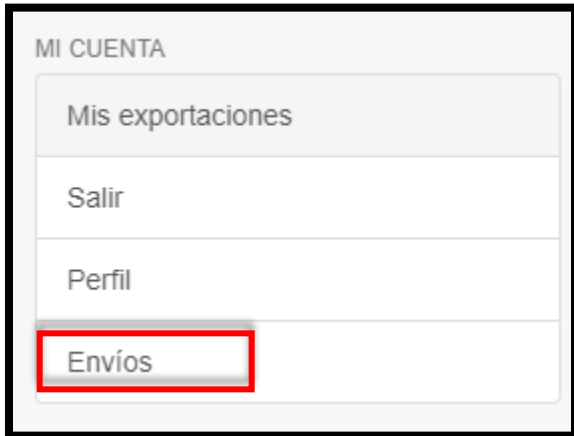 MI CUENTA
Mis exportaciones
Salir
Perfil
Envíos